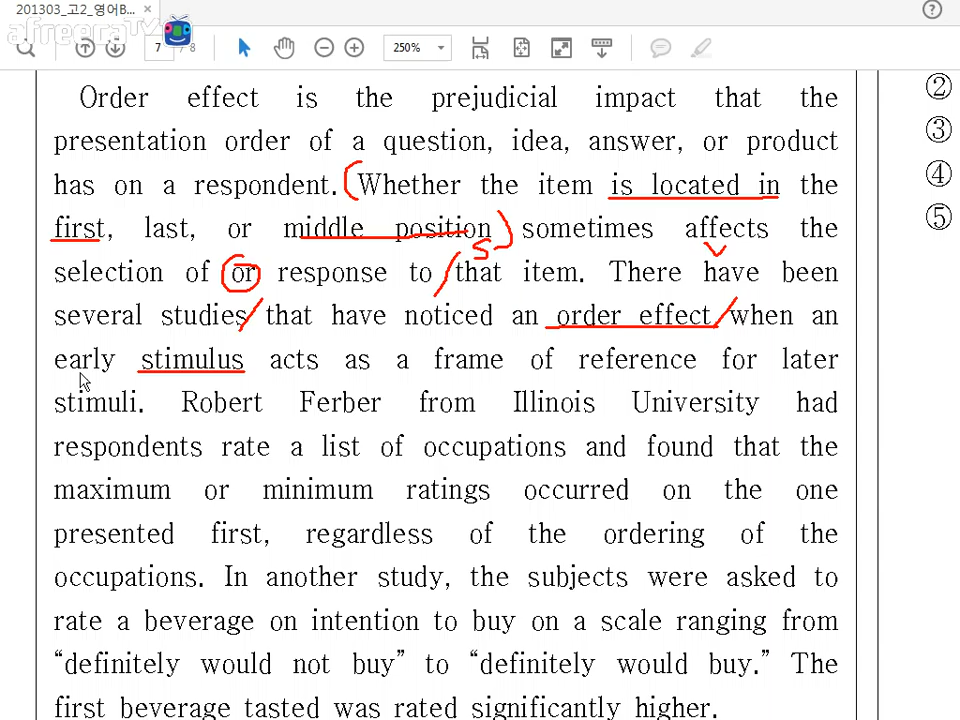 201303_고2_영어B...
afreecaTV
7 / 8
250%
Order effect is the prejudicial impact that the
presentation order of a question, idea, answer, or product
has on a respondent. Whether the item is located in the
first, last, or middle position sometimes affects the
S
selection of or response to that item. There have been
several studies that have noticed an order effect when an
early stimulus acts as a frame of reference for later
stimuli. Robert Ferber from Illinois University had
respondents rate a list of occupations and found that the
maximum or minimum ratings occurred on the one
presented first, regardless of the ordering of the
occupations. In another study, the subjects were asked to
rate a beverage on intention to buy on a scale ranging from
“definitely would not buy” to “definitely would buy.” The
first beverage tasted was rated significantly higher.
②
③
④
⑤